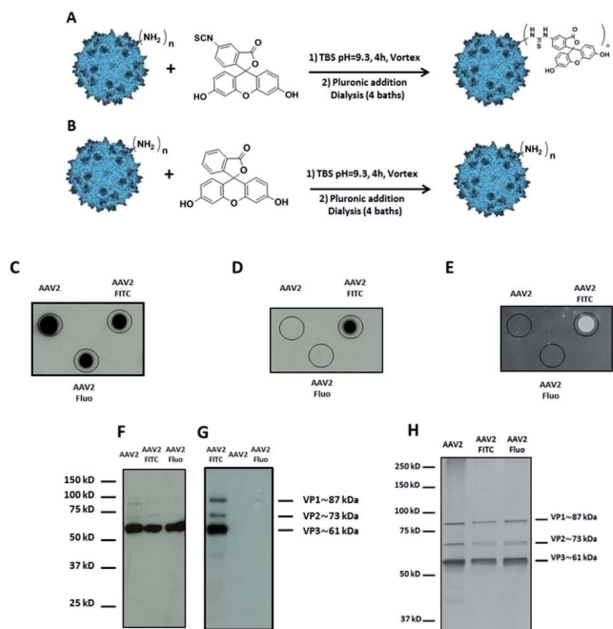 A
(NH₂)n
+
SCN
O
O
HO
O
OH
1) TBS pH=9.3, 4h, Vortex
2) Pluronic addition
Dialysis (4 baths)
H
N
S
H
N
O
O
HO
O
OH
n
B
(NH₂)n
+
O
O
HO
O
OH
1) TBS pH=9.3, 4h, Vortex
2) Pluronic addition
Dialysis (4 baths)
(NH₂)n
C
AAV2
AAV2
FITC
AAV2
Fluo
D
AAV2
AAV2
FITC
AAV2
Fluo
E
AAV2
AAV2
FITC
AAV2
Fluo
F
AAV2
AAV2
FITC
AAV2
Fluo
150 kD
100 kD
75 kD
50 kD
37 kD
25 kD
G
AAV2
FITC
AAV2
AAV2
Fluo
VP1~87 kDa
VP2~73 kDa
VP3~61 kDa
H
AAV2
AAV2
FITC
AAV2
Fluo
250 kD
150 kD
100 kD
75 kD
50 kD
37 kD
VP1~87 kDa
VP2~73 kDa
VP3~61 kDa